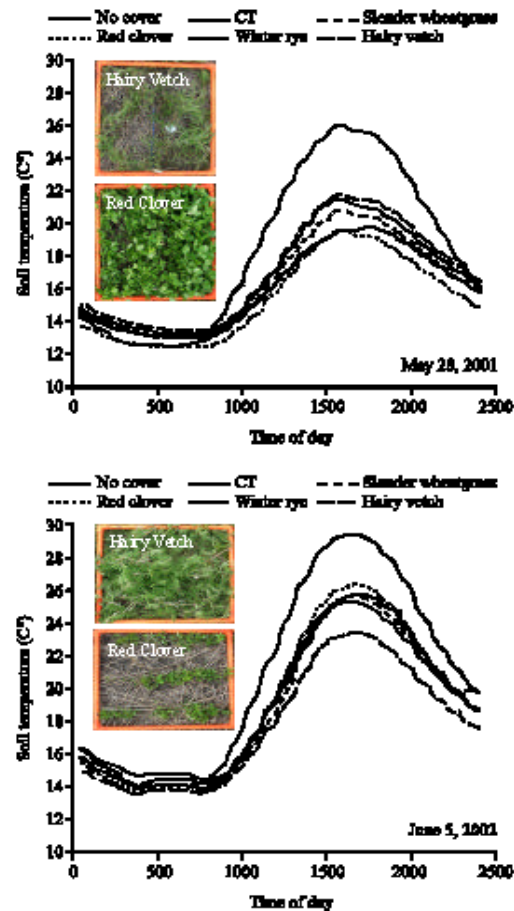 No cover CT Slender wheatgrass
Red clover Winter rye Hairy vetch
30
28
26
24
22
20
18
16
14
12
10
Soil temperature (C°)
Hairy Vetch
Red Clover
May 28, 2001
0 500 1000 1500 2000 2500
Time of day
No cover CT Slender wheatgrass
Red clover Winter rye Hairy vetch
30
28
26
24
22
20
18
16
14
12
10
Soil temperature (C°)
Hairy Vetch
Red Clover
June 5, 2002
0 500 1000 1500 2000 2500
Time of day